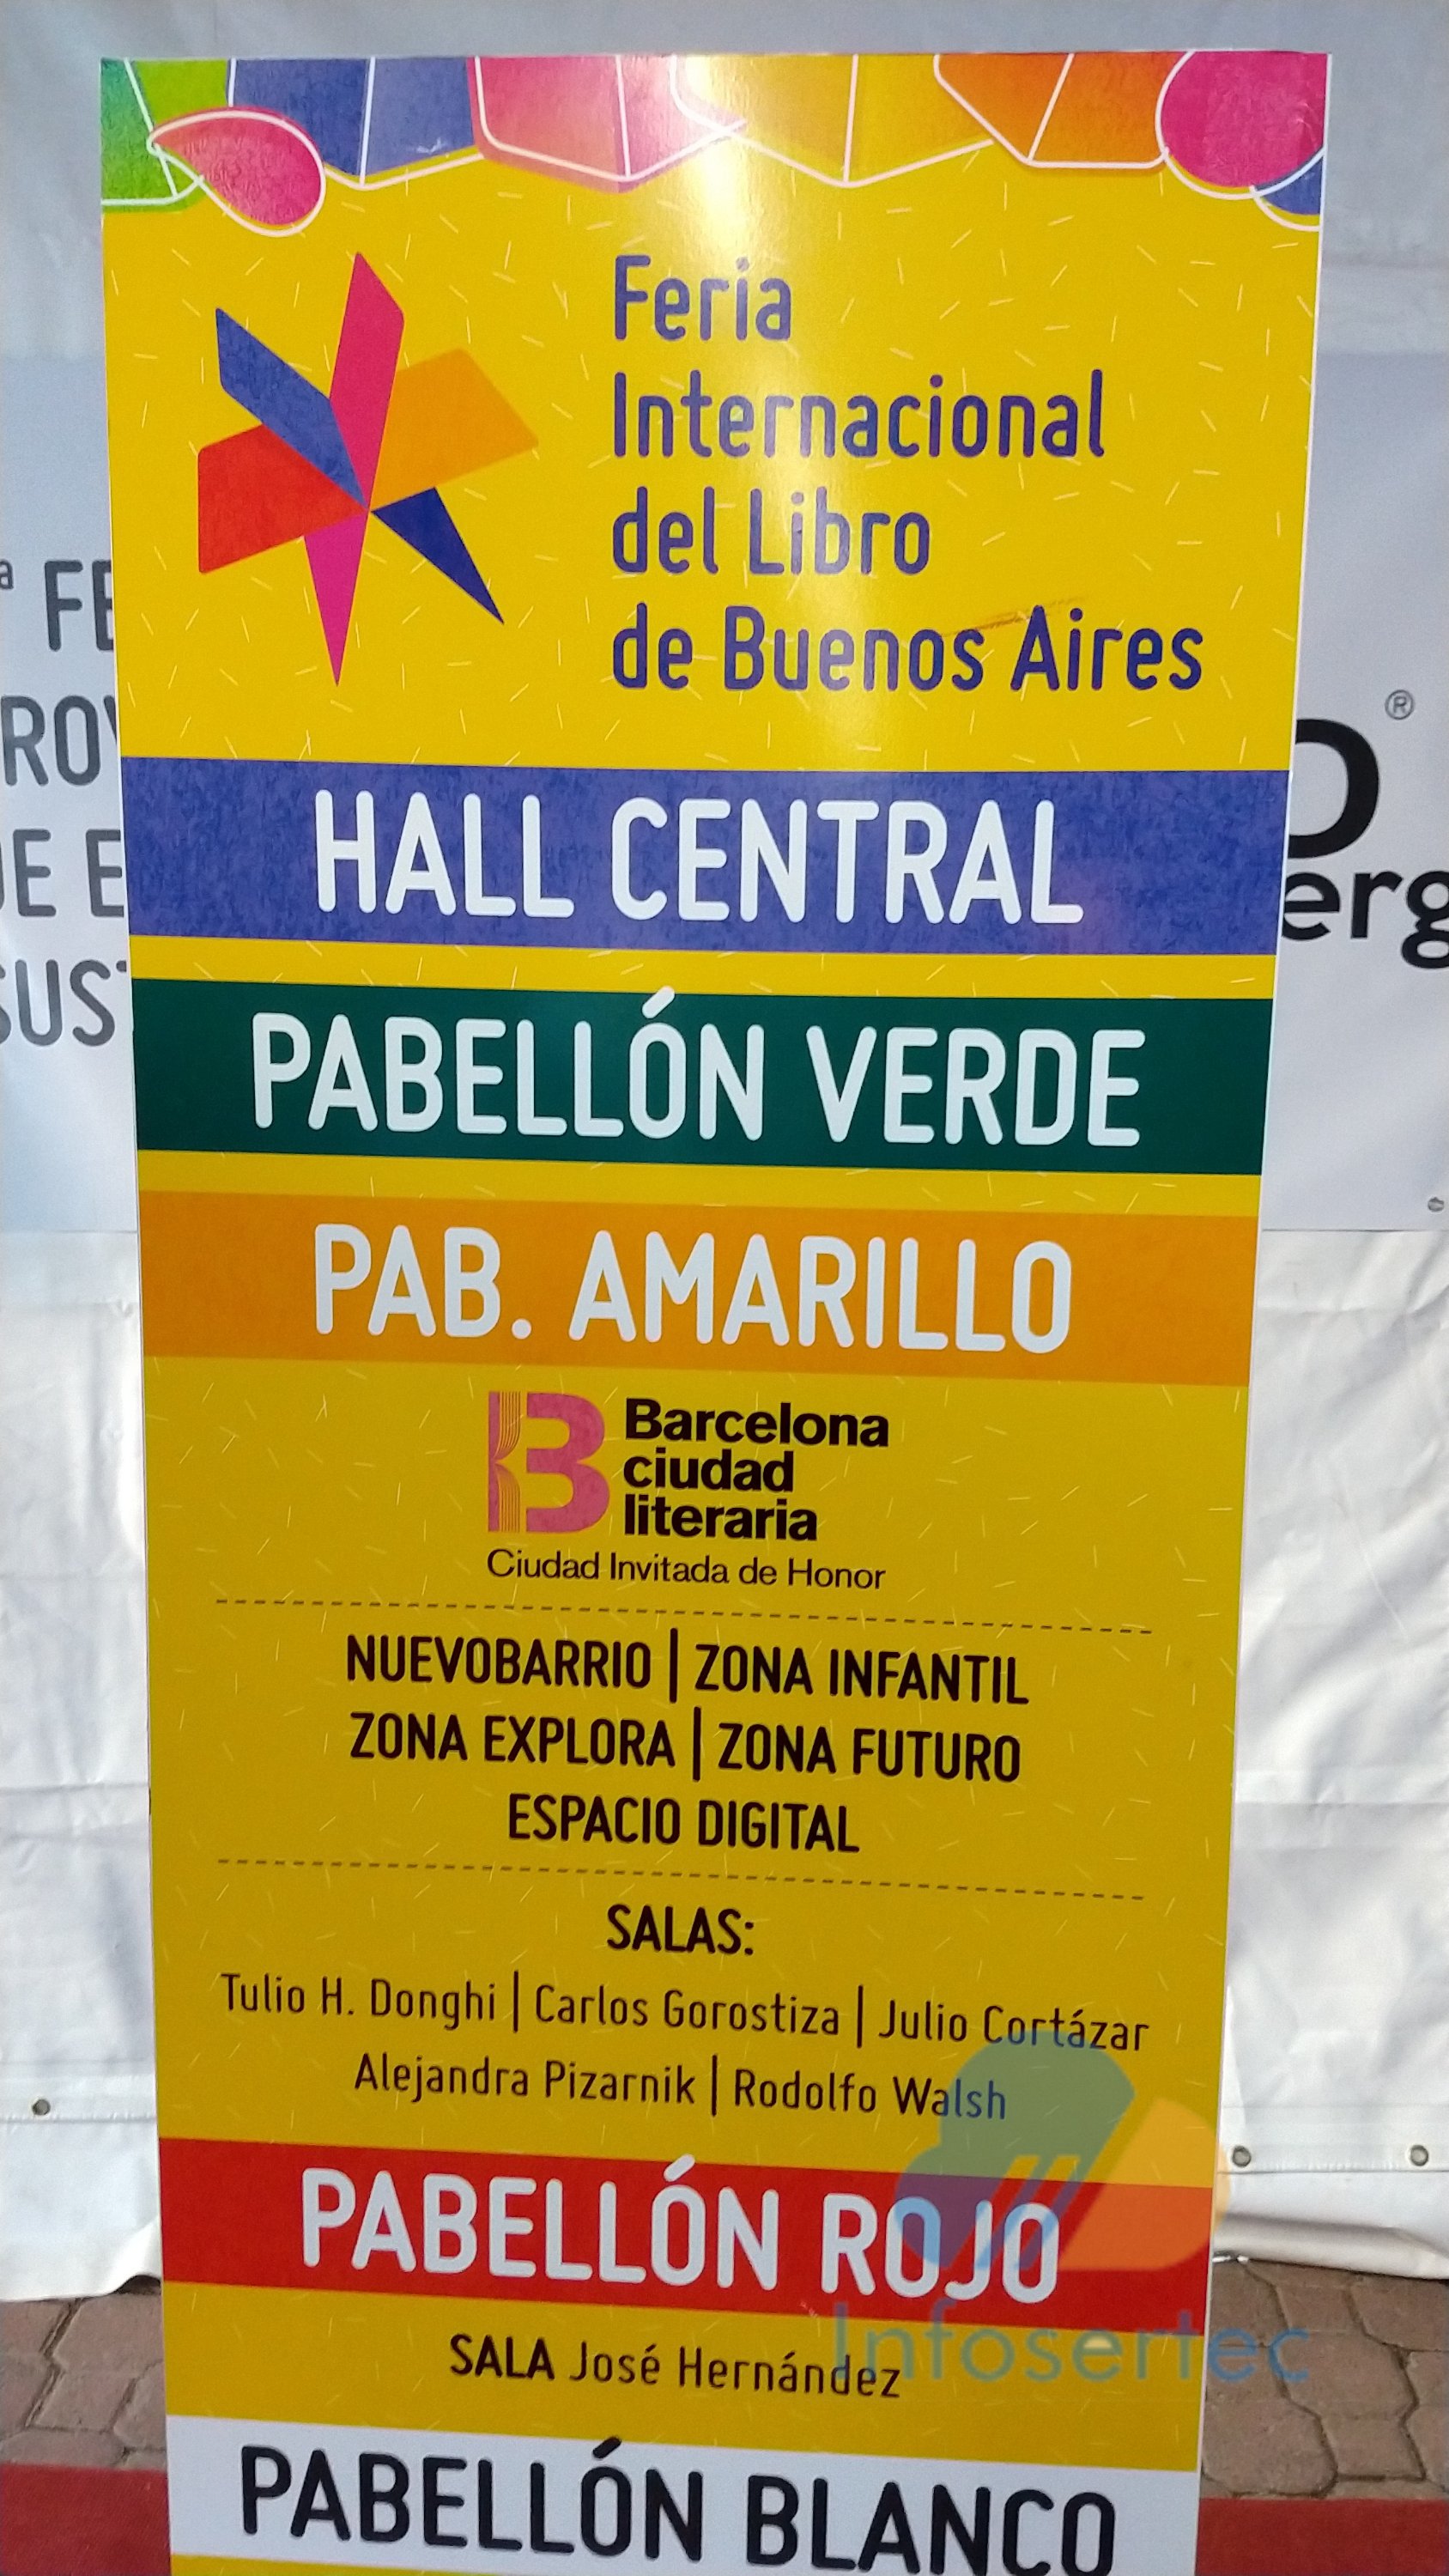 Feria
Internacional
del Libro
de Buenos Aires
HALL CENTRAL
PABELLÓN VERDE
PAB. AMARILLO
B Barcelona
ciudad
literaria
Ciudad Invitada de Honor
NUEVOBARRIO | ZONA INFANTIL
ZONA EXPLORA | ZONA FUTURO
ESPACIO DIGITAL
SALAS:
Tulio H. Donghi | Carlos Gorostiza | Julio Cortázar
Alejandra Pizarnik | Rodolfo Walsh
PABELLÓN ROJO
SALA José Hernández
PABELLÓN BLANCO
Infosertec